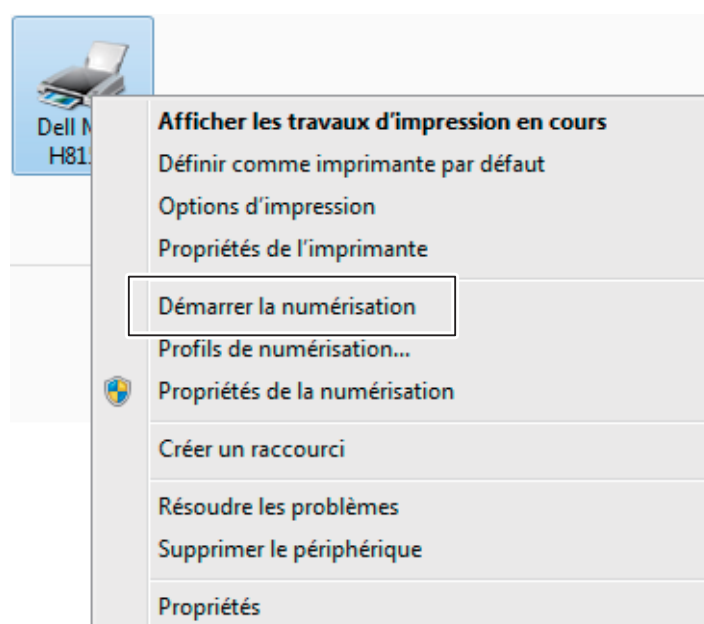 Dell
H81
Afficher les travaux d'impression en cours
Définir comme imprimante par défaut
Options d'impression
Propriétés de l'imprimante
Démarrer la numérisation
Profils de numérisation...
Propriétés de la numérisation
Créer un raccourci
Résoudre les problèmes
Supprimer le périphérique
Propriétés